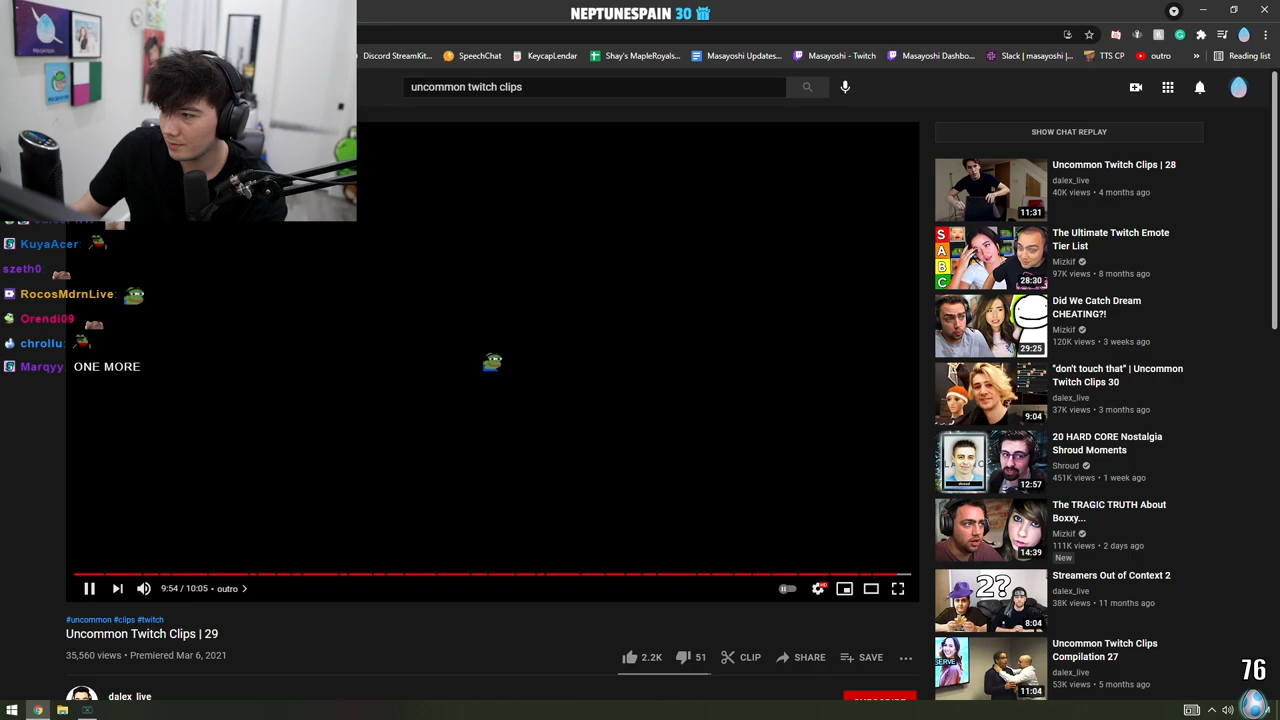 NEPTUNESPAIN 30
Discord StreamKit...
SpeechChat
KeycapLendar
Shay's MapleRoyals...
Masayoshi Updates...
Masayoshi - Twitch
Masayoshi - Twitch
Slack | masayoshi |...
TTS CP
outro
»
Reading list
uncommon twitch clips
SHOW CHAT REPLAY
KuyaAcer:
szeth0:
RocosMdrnLive:
Orendi09
chrollu:
Marqyy: ONE MORE
9:54 / 10:05 • outro
#uncommon #clips #twitch
Uncommon Twitch Clips | 29
35,560 views • Premiered Mar 6, 2021
2.2K
51
CLIP
SHARE
SAVE
dalex_live
Uncommon Twitch Clips | 28
dalex_live
40K views • 4 months ago
11:31
The Ultimate Twitch Emote
Tier List
Mizkif
97K views • 8 months ago
S
A
B
C
28:30
Did We Catch Dream
CHEATING?!
Mizkif
120K views • 3 weeks ago
29:25
"don't touch that" | Uncommon
Twitch Clips 30
dalex_live
37K views • 3 months ago
9:04
20 HARD CORE Nostalgia
Shroud Moments
Shroud
451K views • 1 week ago
12:57
The TRAGIC TRUTH About
Boxxy...
Mizkif
111K views • 2 days ago
New
14:39
Streamers Out of Context 2
dalex_live
38K views • 11 months ago
2?
8:04
Uncommon Twitch Clips
Compilation 27
dalex_live
53K views • 5 months ago
11:04
76